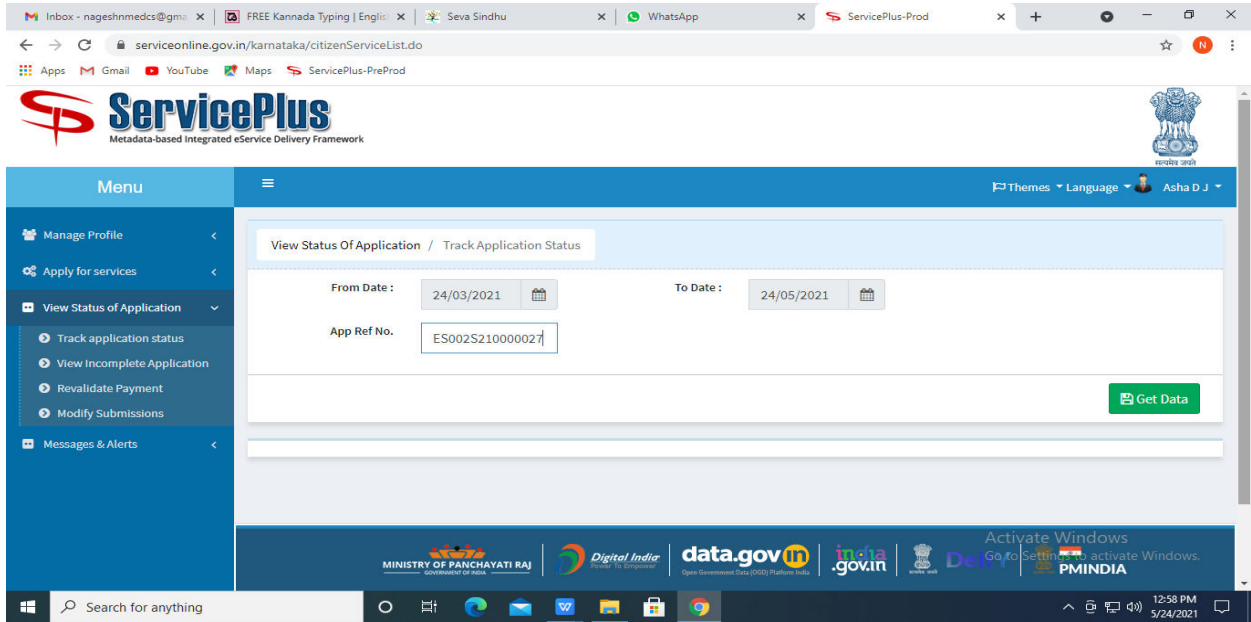 Inbox - nageshnmedcs@gma
FREE Kannada Typing | Englis
Seva Sindhu
WhatsApp
ServicePlus-Prod
serviceonline.gov.in/karnataka/citizenServiceList.do
N
Apps Gmail YouTube Maps ServicePlus-PreProd
ServicePlus
Metadata-based Integrated eService Delivery Framework
सत्यमेव जयते
Menu
Themes Language Asha D J
Manage Profile
Apply for services
View Status of Application
Track application status
View Incomplete Application
Revalidate Payment
Modify Submissions
Messages & Alerts
View Status Of Application / Track Application Status
From Date : 24/03/2021 To Date : 24/05/2021
App Ref No. ES002S210000027
Get Data
MINISTRY OF PANCHAYATI RAJ
GOVERNMENT OF INDIA
Digital India
Power To Empower
data.gov in
Open Government Data (OGD) Platform India
india
.gov.in
PMINDIA
Activate Windows
Go to Settings to activate Windows.
Search for anything
12:58 PM
5/24/2021